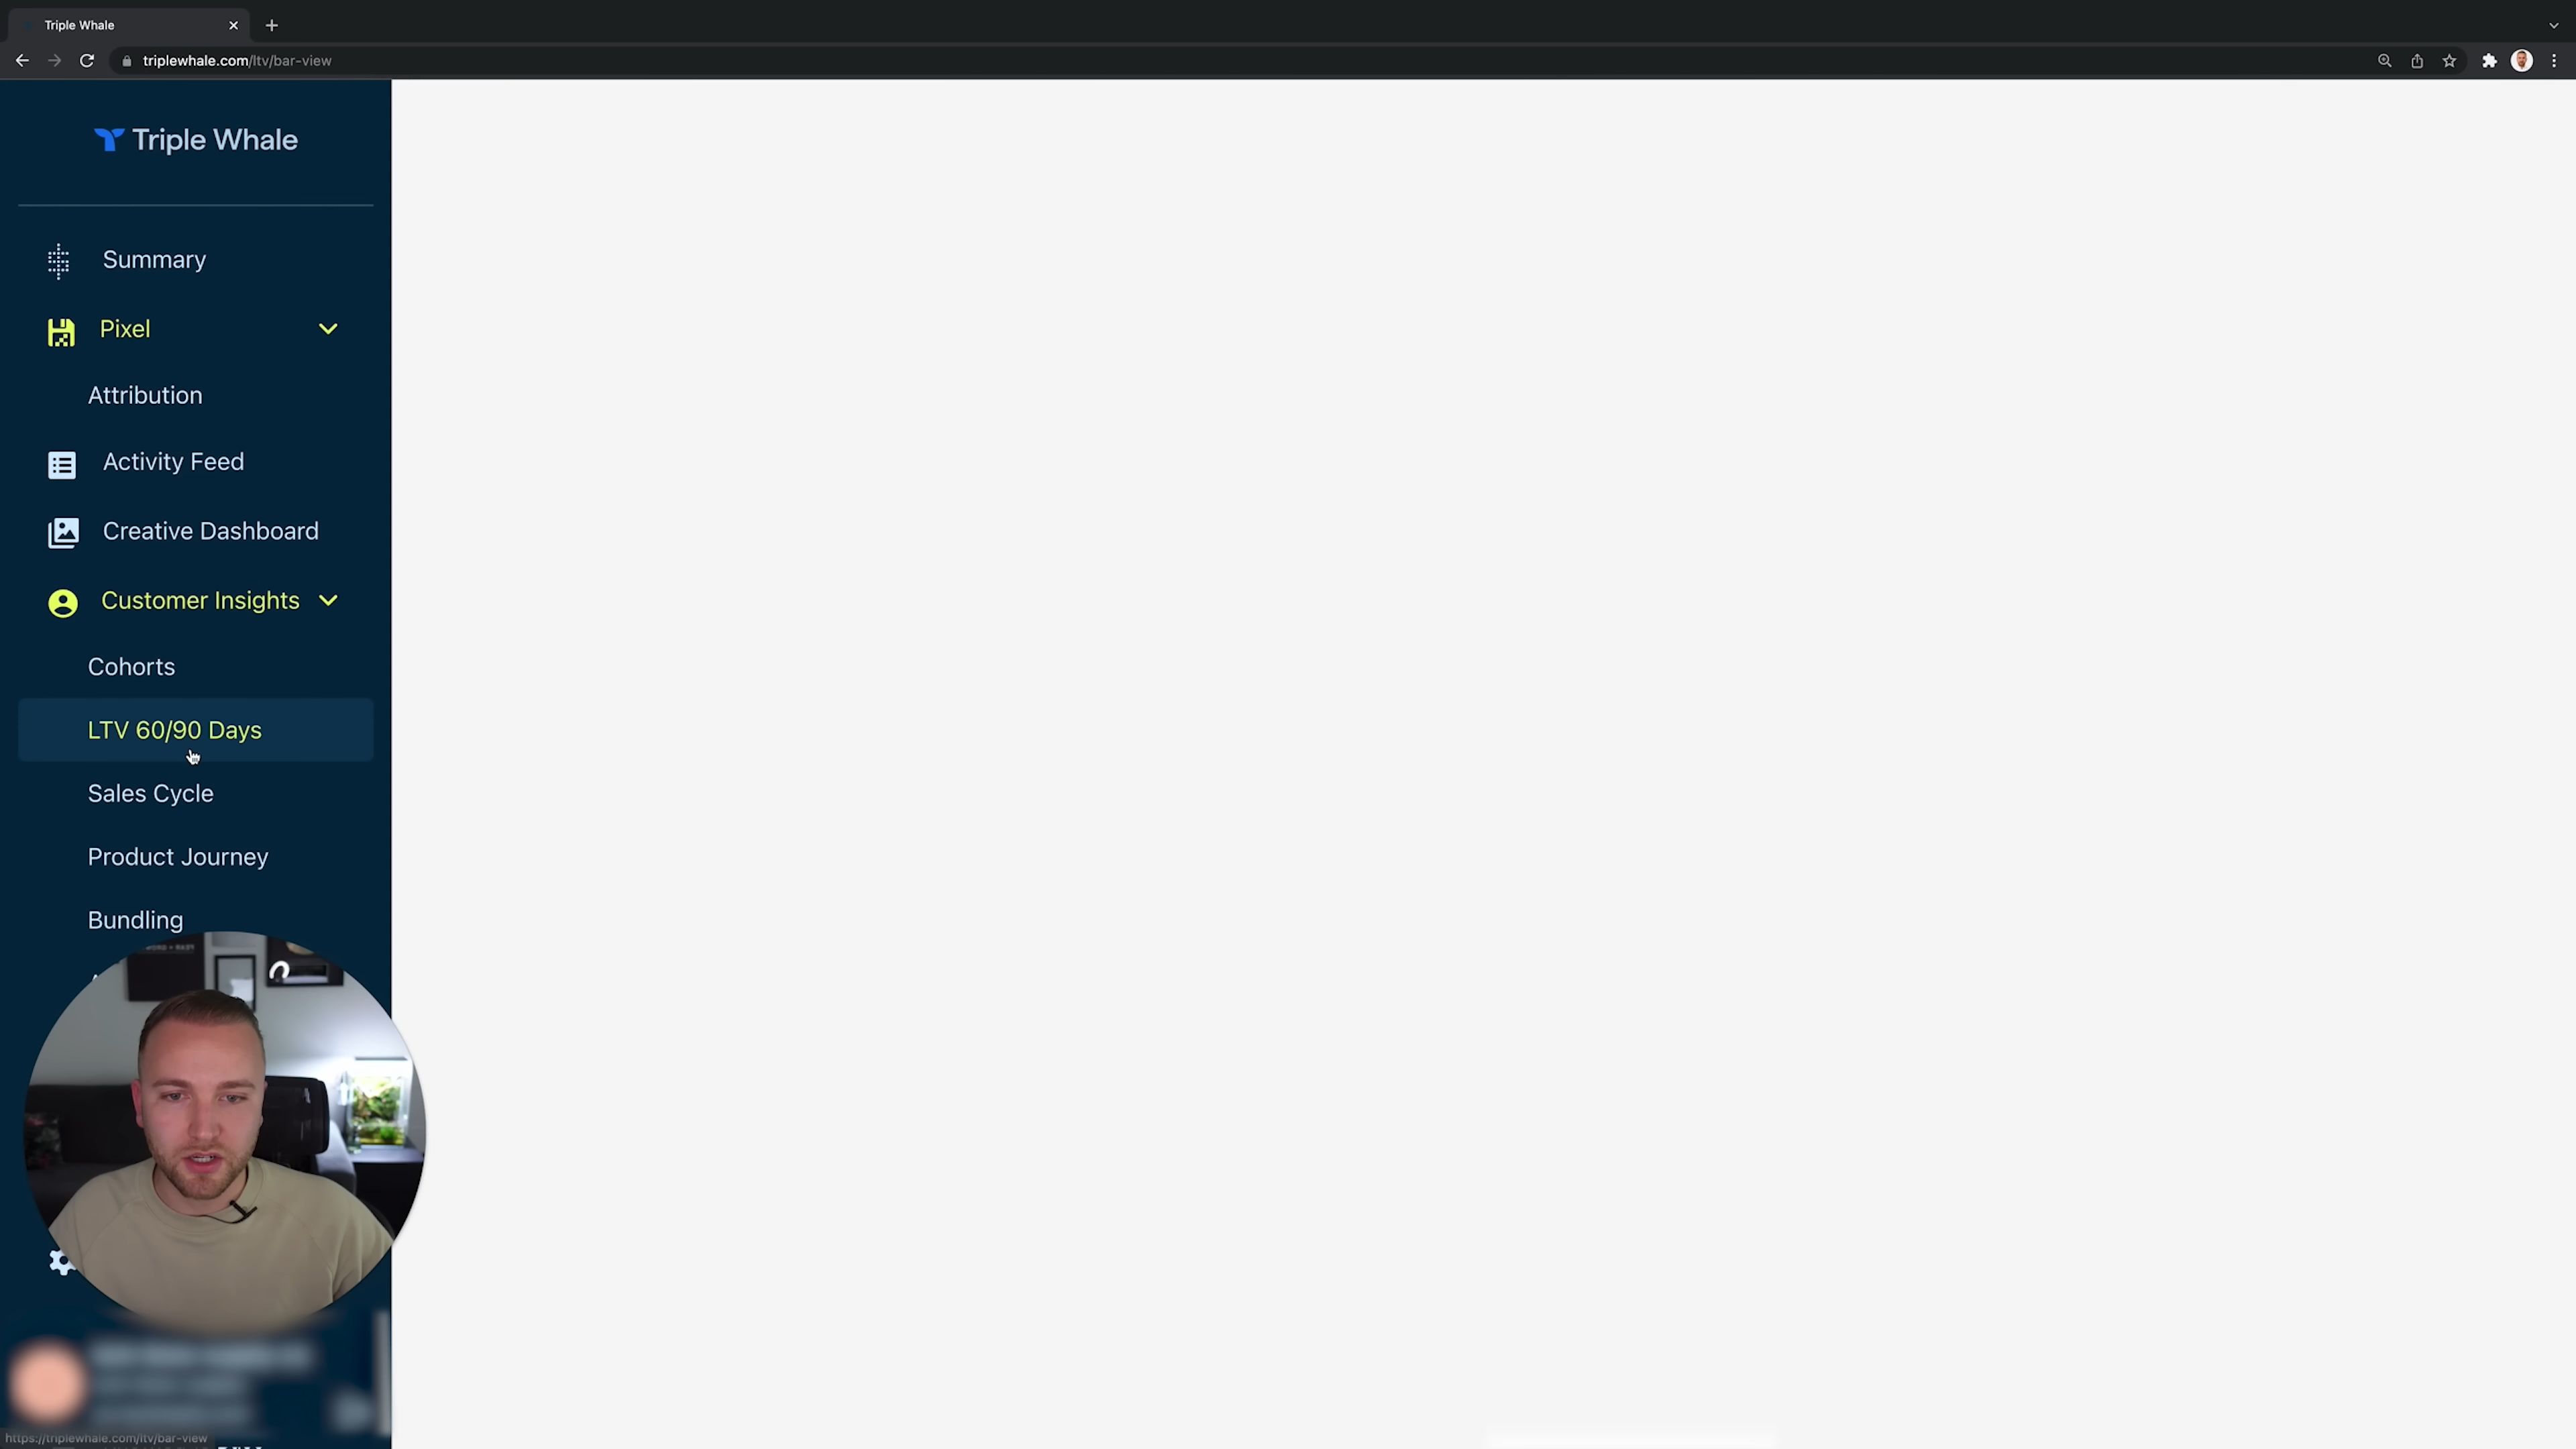 Triple Whale
triplewhale.com/ltv/bar-view
Triple Whale
Summary
Pixel
Attribution
Activity Feed
Creative Dashboard
Customer Insights
Cohorts
LTV 60/90 Days
Sales Cycle
Product Journey
Bundling
https://triplewhale.com/ltv/bar-view